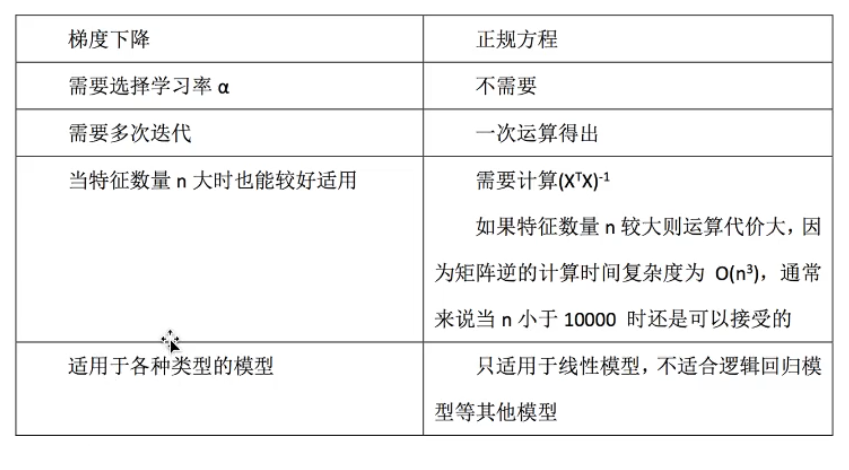 梯度下降
正规方程
需要选择学习率 α
不需要
需要多次迭代
一次运算得出
当特征数量 n 大时也能较好适用
需要计算(XᵀX)⁻¹
如果特征数量 n 较大则运算代价大，因
为矩阵逆的计算时间复杂度为 O(n³)，通常
来说当 n 小于 10000 时还是可以接受的
适用于各种类型的模型
只适用于线性模型，不适合逻辑回归模
型等其他模型